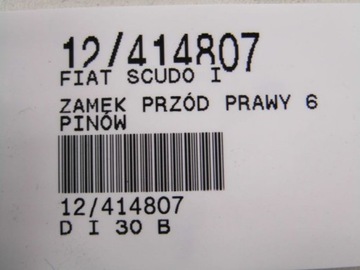 12/414807
FIAT SCUDO I
ZAMEK PRZÓD PRAWY 6
PINÓW
12/414807
D I 30 B